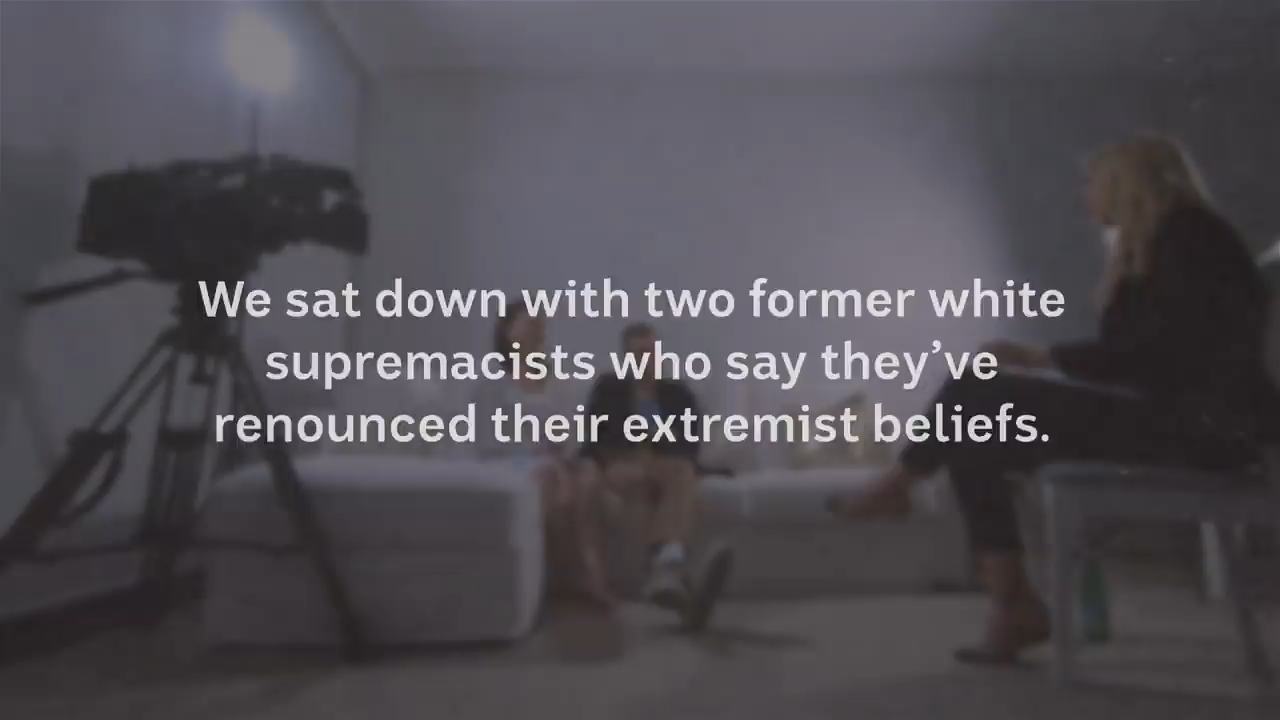 We sat down with two former white
supremacists who say they’ve
renounced their extremist beliefs.